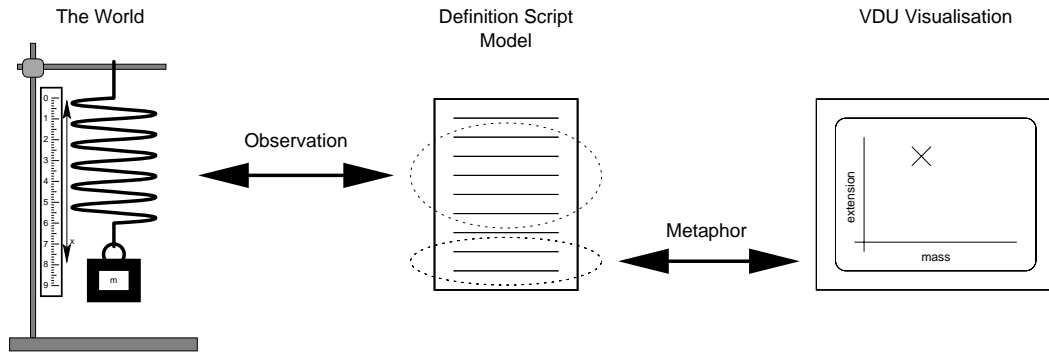 The World
Definition Script
Model
VDU Visualisation
0
1
2
3
4
5
6
7
8
9
x
m
Observation
Metaphor
extension
mass